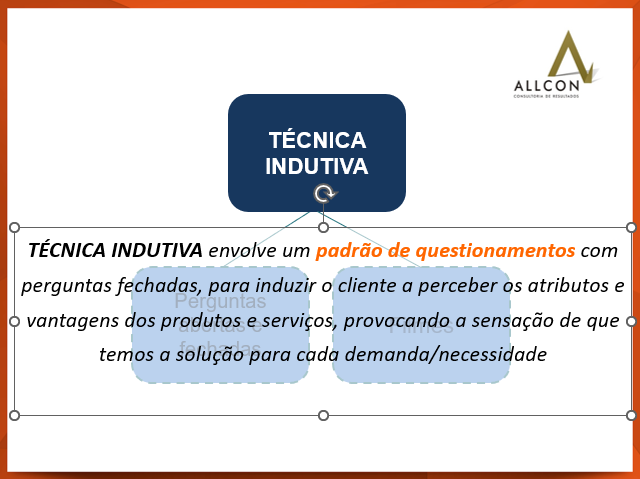 ALLCON
CONSULTORIA DE RESULTADOS
TÉCNICA
INDUTIVA
TÉCNICA INDUTIVA envolve um padrão de questionamentos com
perguntas fechadas, para induzir o cliente a perceber os atributos e
vantagens dos produtos e serviços, provocando a sensação de que
temos a solução para cada demanda/necessidade
Perguntas
abertas e
fechadas
Filmes